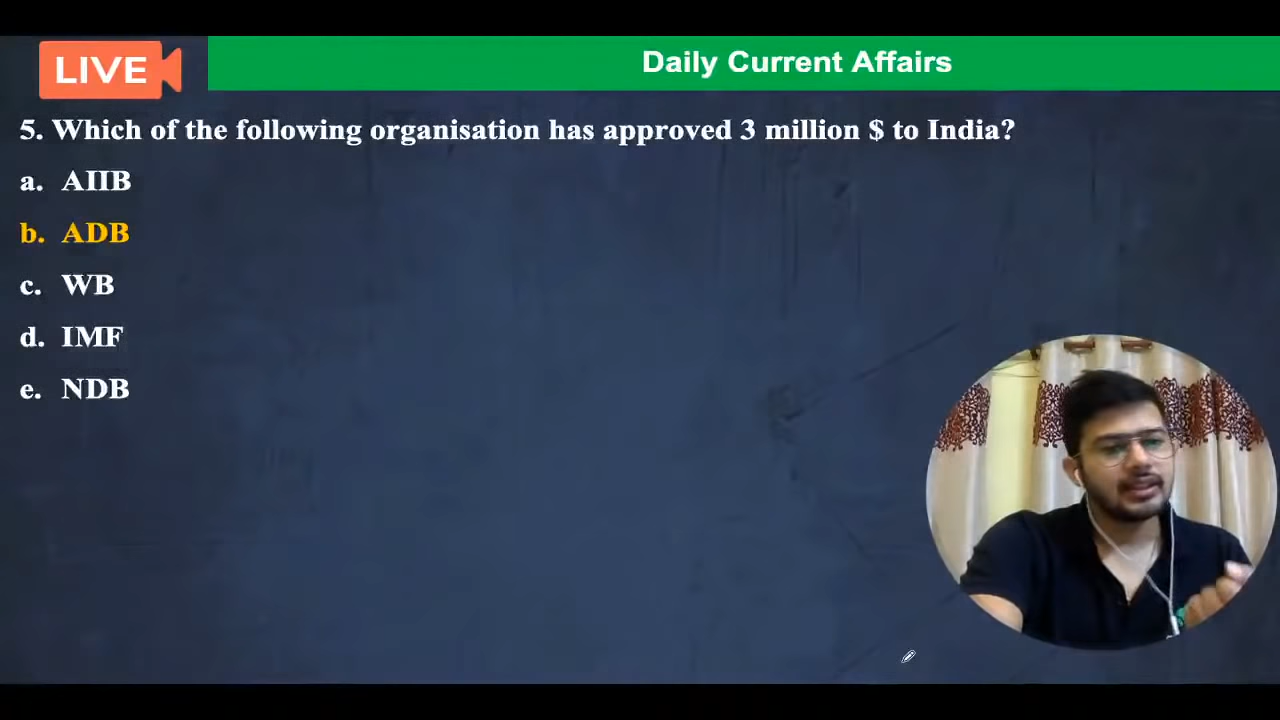 LIVE
Daily Current Affairs
5. Which of the following organisation has approved 3 million $ to India?
a. AIIB
b. ADB
c. WB
d. IMF
e. NDB